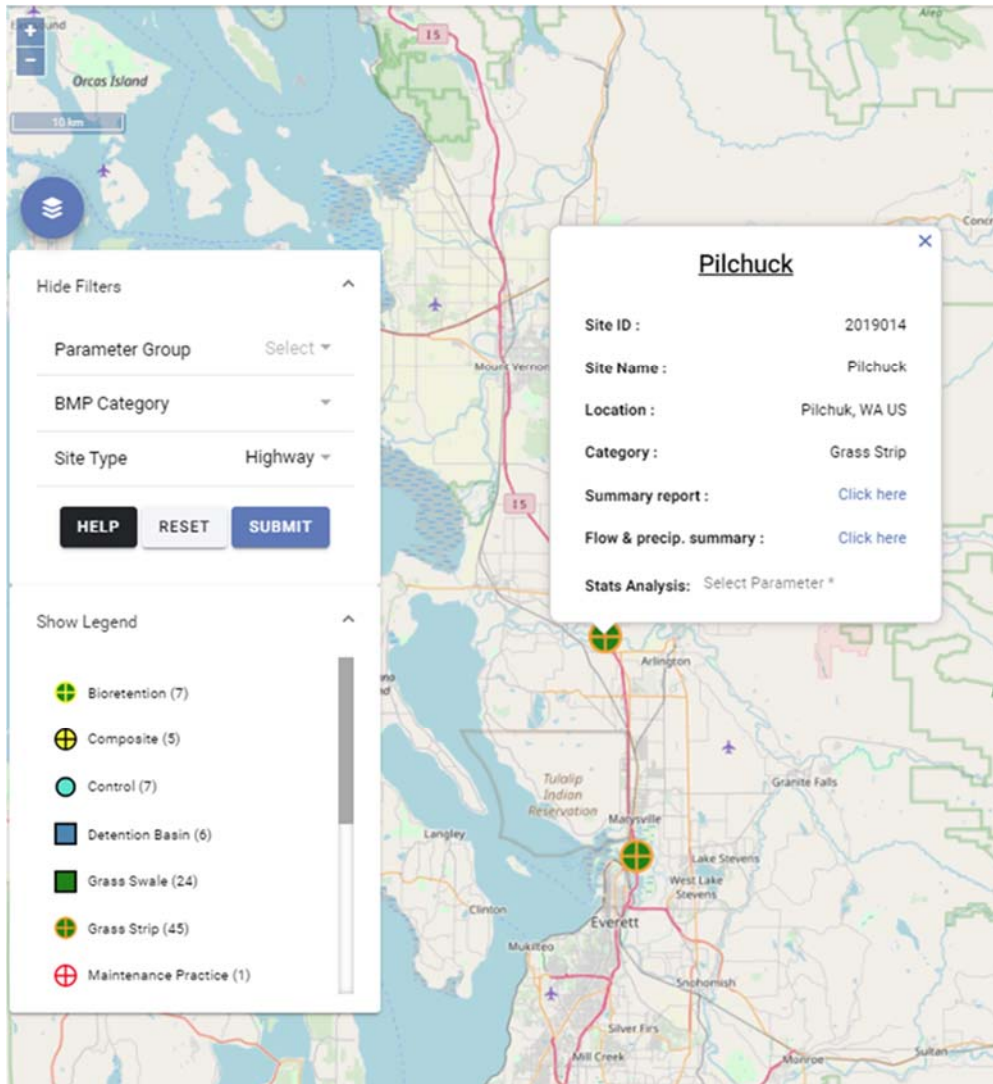 +
Orcas Island
−
10 km
I 5
Alea
Hide Filters
Parameter Group Select
BMP Category
Site Type Highway
HELP RESET SUBMIT
Show Legend
Bioretention (7)
Composite (5)
Control (7)
Detention Basin (6)
Grass Swale (24)
Grass Strip (45)
Maintenance Practice (1)
Pilchuck
Site ID : 2019014
Site Name : Pilchuck
Location : Pilchuk, WA US
Category : Grass Strip
Summary report : Click here
Flow & precip. summary : Click here
Stats Analysis: Select Parameter *
Mount Vernon
I 5
Arlington
Tulalip
Indian
Reservation
Granite Falls
Marysville
Langley
Lake Stevens
West Lake
Stevens
Clinton
Everett
Mukilteo
Snohomish
Silver Firs
Mill Creek
Monroe
Sultan